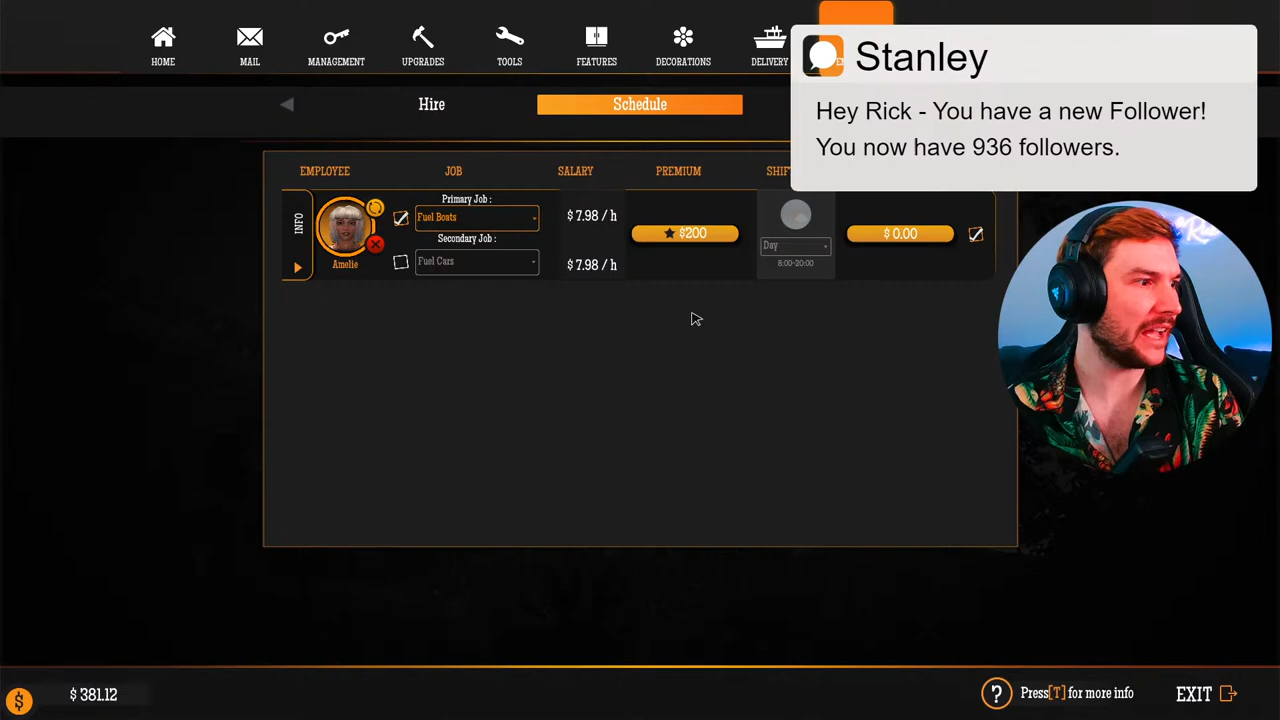 HOME
MAIL
MANAGEMENT
UPGRADES
TOOLS
FEATURES
DECORATIONS
DELIVERY
Stanley
Hey Rick - You have a new Follower!
You now have 936 followers.
Hire
Schedule
EMPLOYEE
JOB
SALARY
PREMIUM
INFO
Amelie
Primary Job :
Fuel Boats
Secondary Job :
Fuel Cars
$ 7.98 / h
$ 7.98 / h
$200
Day
8:00-20:00
$ 0.00
$ 381.12
? Press[T] for more info
EXIT